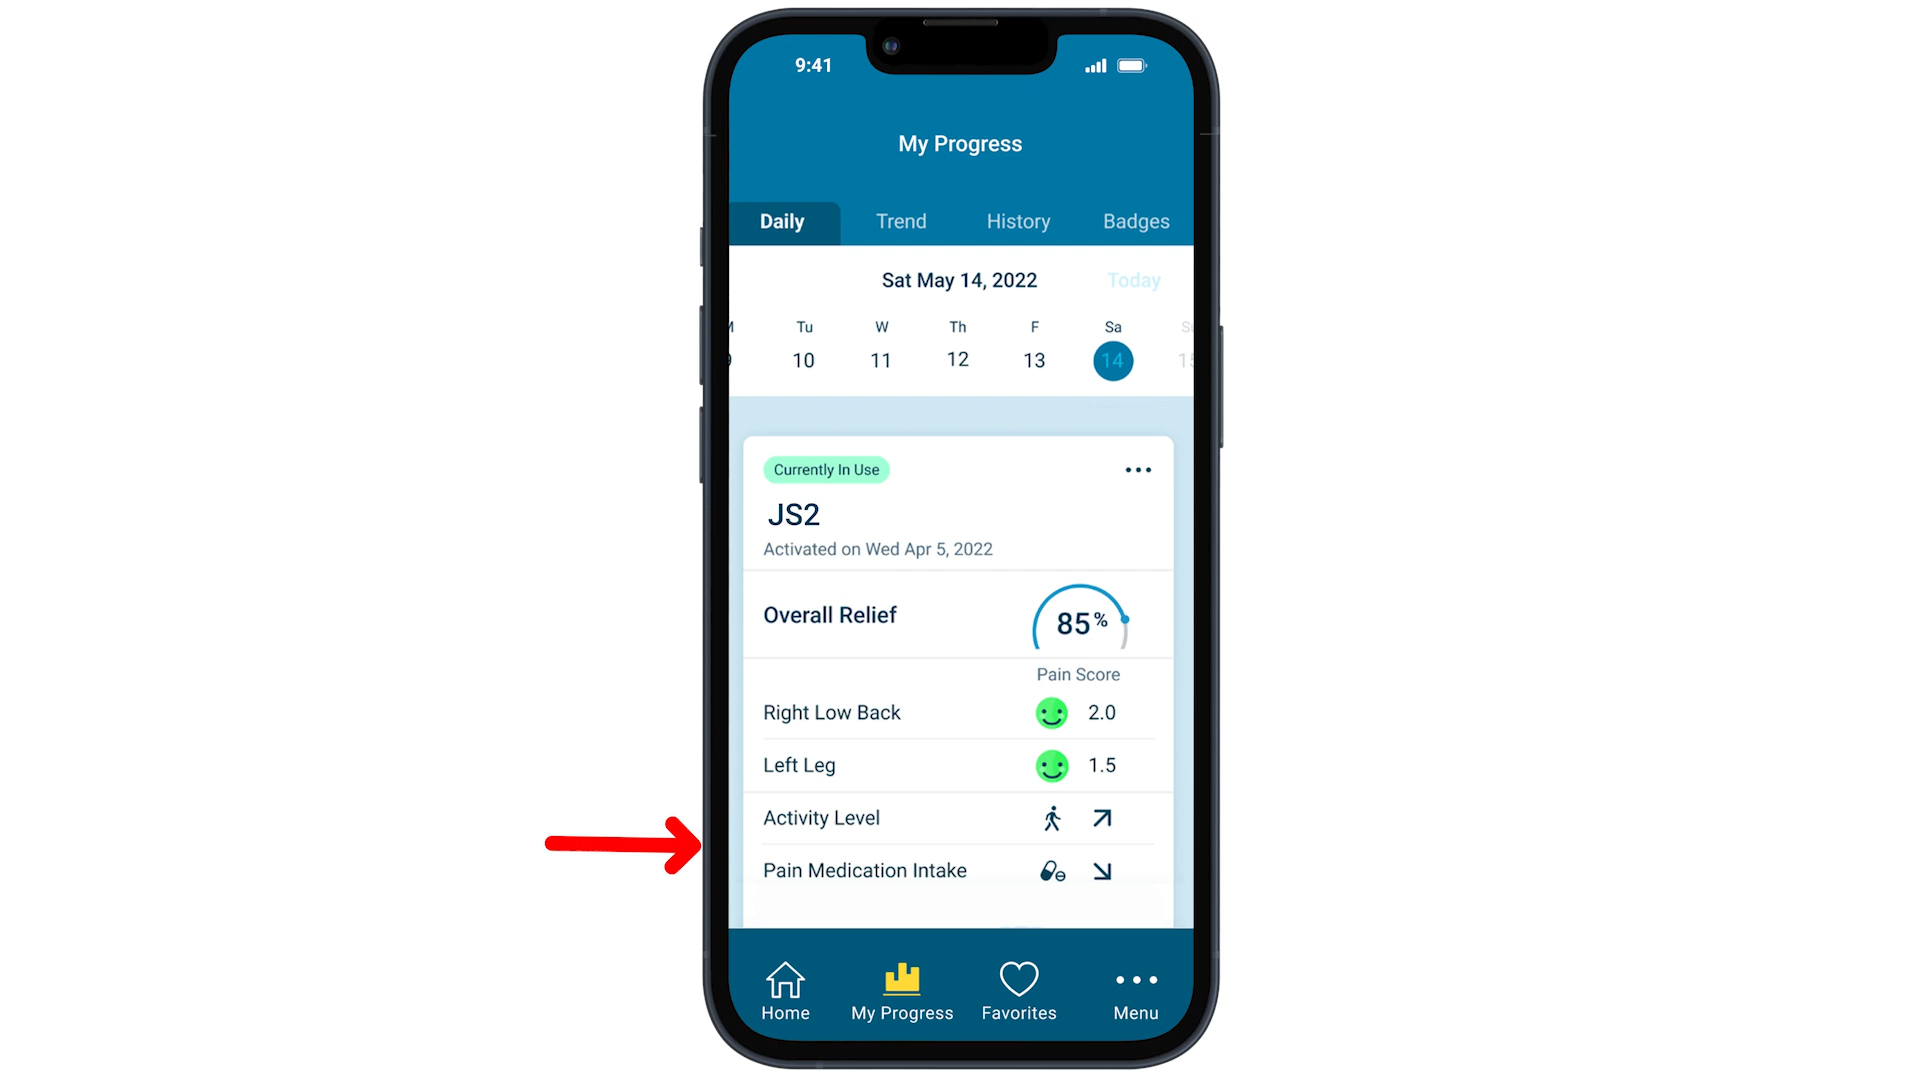 9:41
My Progress
Daily Trend History Badges
Sat May 14, 2022 Today
Tu W Th F Sa
10 11 12 13 14
Currently In Use
JS2
Activated on Wed Apr 5, 2022
Overall Relief 85%
Pain Score
Right Low Back 2.0
Left Leg 1.5
Activity Level
Pain Medication Intake
Home My Progress Favorites Menu